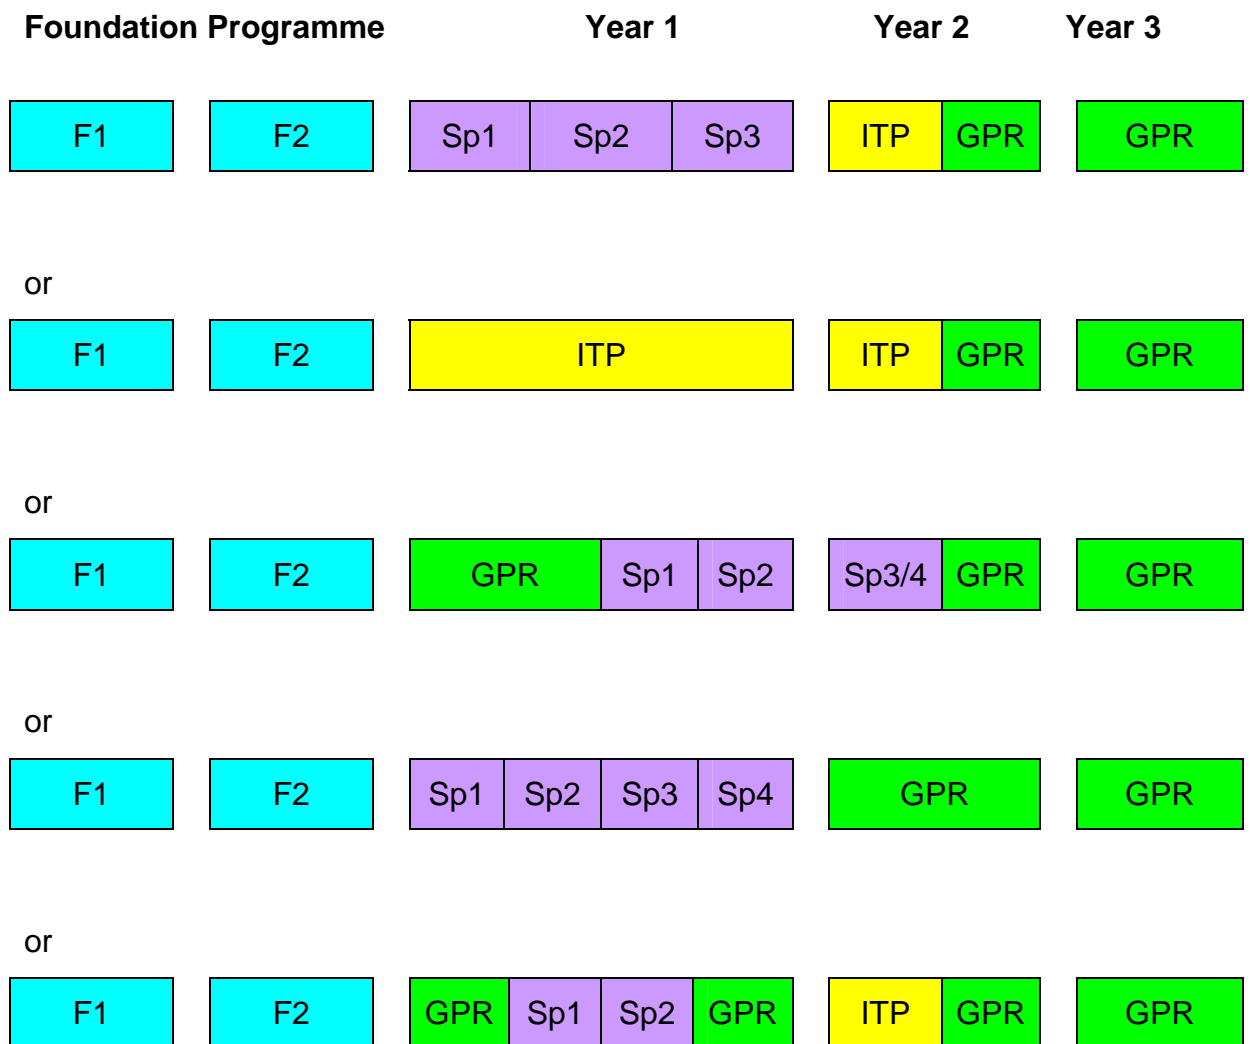 Foundation Programme Year 1 Year 2 Year 3
F1 F2 Sp1 Sp2 Sp3 ITP GPR GPR
or
F1 F2 ITP ITP GPR GPR
or
F1 F2 GPR Sp1 Sp2 Sp3/4 GPR GPR
or
F1 F2 Sp1 Sp2 Sp3 Sp4 GPR GPR
or
F1 F2 GPR Sp1 Sp2 GPR ITP GPR GPR